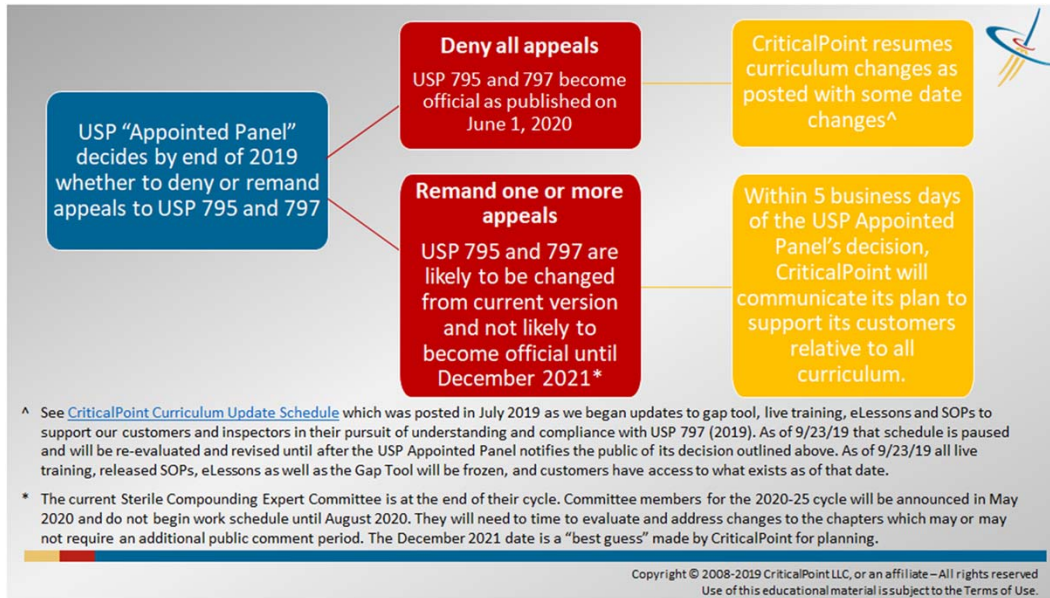 USP “Appointed Panel”
decides by end of 2019
whether to deny or remand
appeals to USP 795 and 797
Deny all appeals
USP 795 and 797 become
official as published on
June 1, 2020
CriticalPoint resumes
curriculum changes as
posted with some date
changes^
Remand one or more
appeals
USP 795 and 797 are
likely to be changed
from current version
and not likely to
become official until
December 2021*
Within 5 business days
of the USP Appointed
Panel’s decision,
CriticalPoint will
communicate its plan to
support its customers
relative to all
curriculum.
^ See CriticalPoint Curriculum Update Schedule which was posted in July 2019 as we began updates to gap tool, live training, eLessons and SOPs to
support our customers and inspectors in their pursuit of understanding and compliance with USP 797 (2019). As of 9/23/19 that schedule is paused
and will be re-evaluated and revised until after the USP Appointed Panel notifies the public of its decision outlined above. As of 9/23/19 all live
training, released SOPs, eLessons as well as the Gap Tool will be frozen, and customers have access to what exists as of that date.
* The current Sterile Compounding Expert Committee is at the end of their cycle. Committee members for the 2020-25 cycle will be announced in May
2020 and do not begin work schedule until August 2020. They will need to time to evaluate and address changes to the chapters which may or may
not require an additional public comment period. The December 2021 date is a “best guess” made by CriticalPoint for planning.
Copyright © 2008-2019 CriticalPoint LLC, or an affiliate – All rights reserved
Use of this educational material is subject to the Terms of Use.